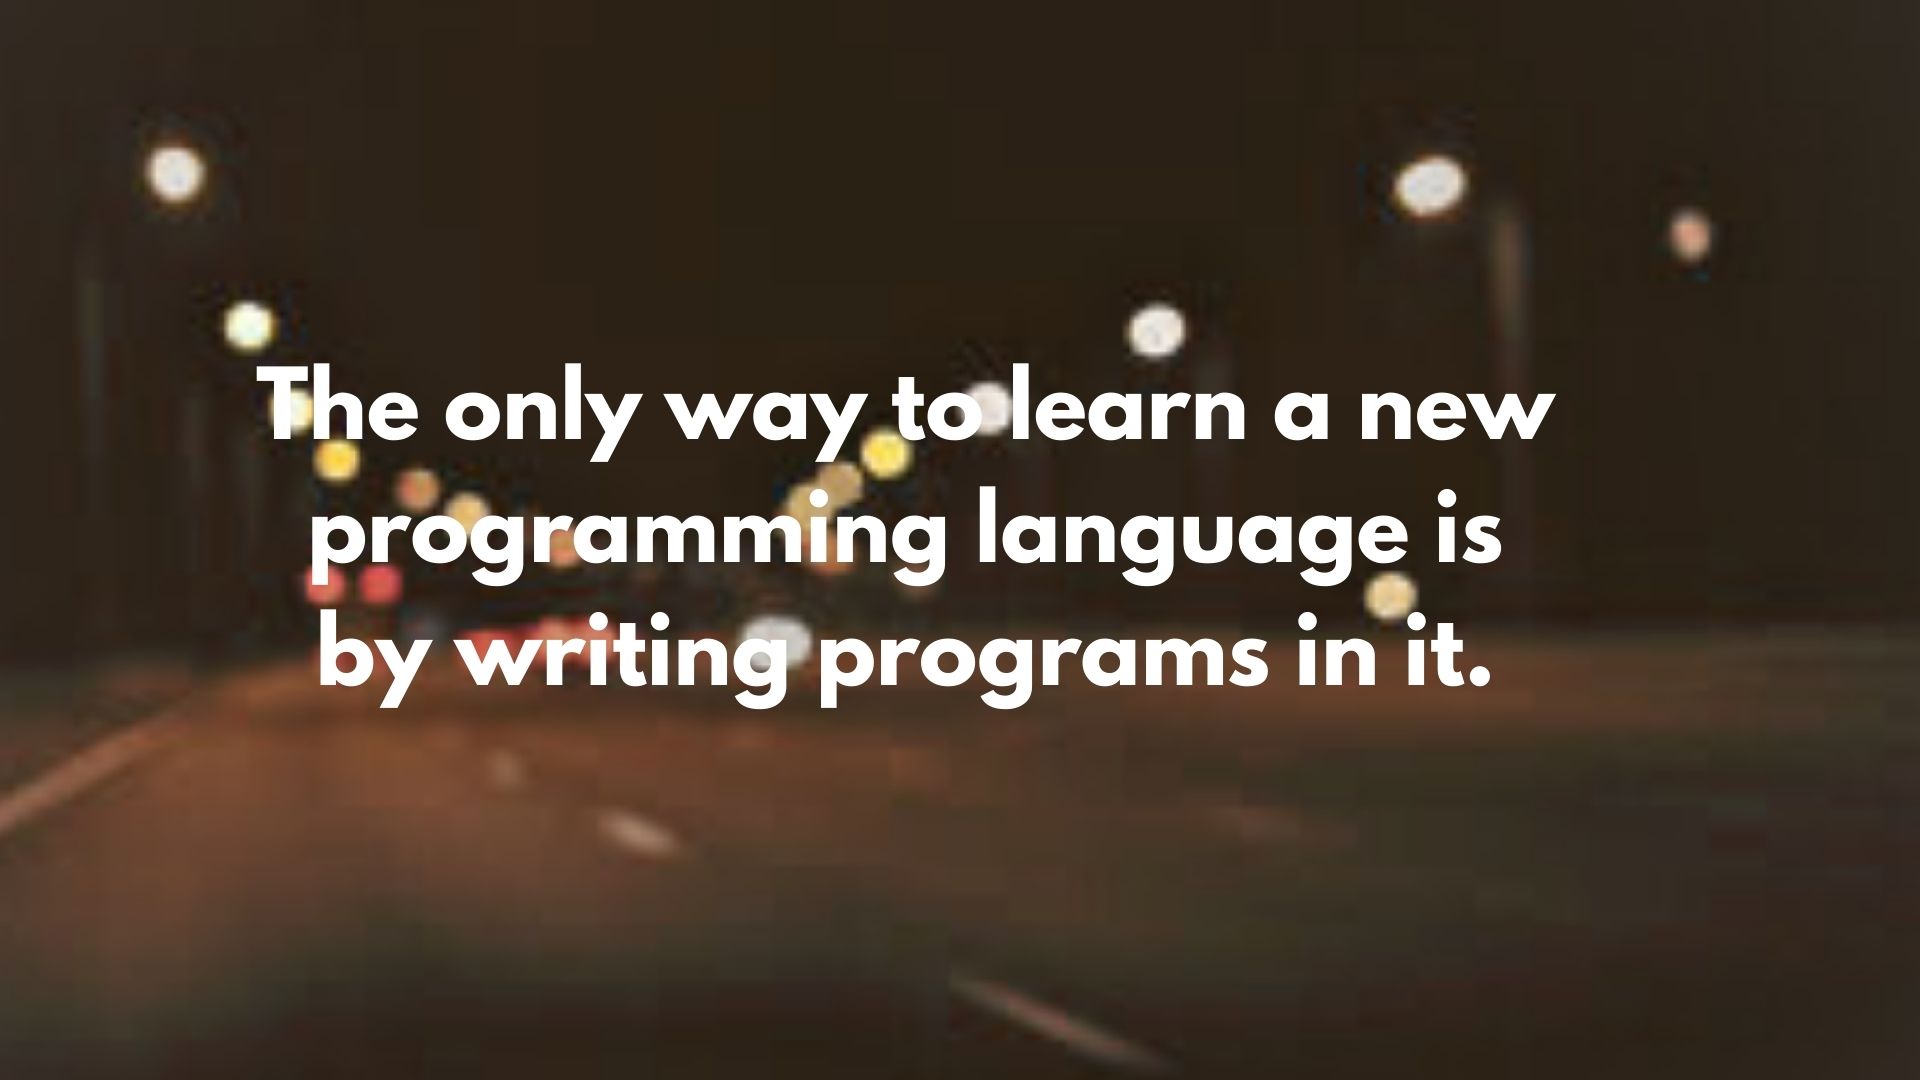 The only way to learn a new
programming language is
by writing programs in it.